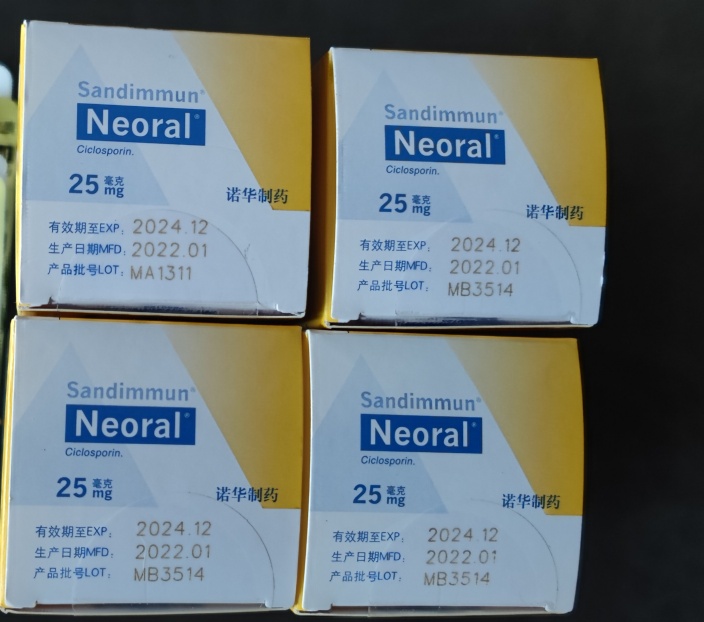 Sandimmun®
Neoral®
Ciclosporin.
25 毫克 mg
诺华制药
有效期至EXP: 2024.12
生产日期MFD: 2022.01
产品批号LOT: MA1311
Sandimmun®
Neoral®
Ciclosporin.
25 毫克 mg
诺华制药
有效期至EXP: 2024.12
生产日期MFD: 2022.01
产品批号LOT: MB3514
Sandimmun®
Neoral®
Ciclosporin.
25 毫克 mg
诺华制药
有效期至EXP: 2024.12
生产日期MFD: 2022.01
产品批号LOT: MB3514
Sandimmun®
Neoral®
Ciclosporin.
25 毫克 mg
诺华制药
有效期至EXP: 2024.12
生产日期MFD: 2022.01
产品批号LOT: MB3514